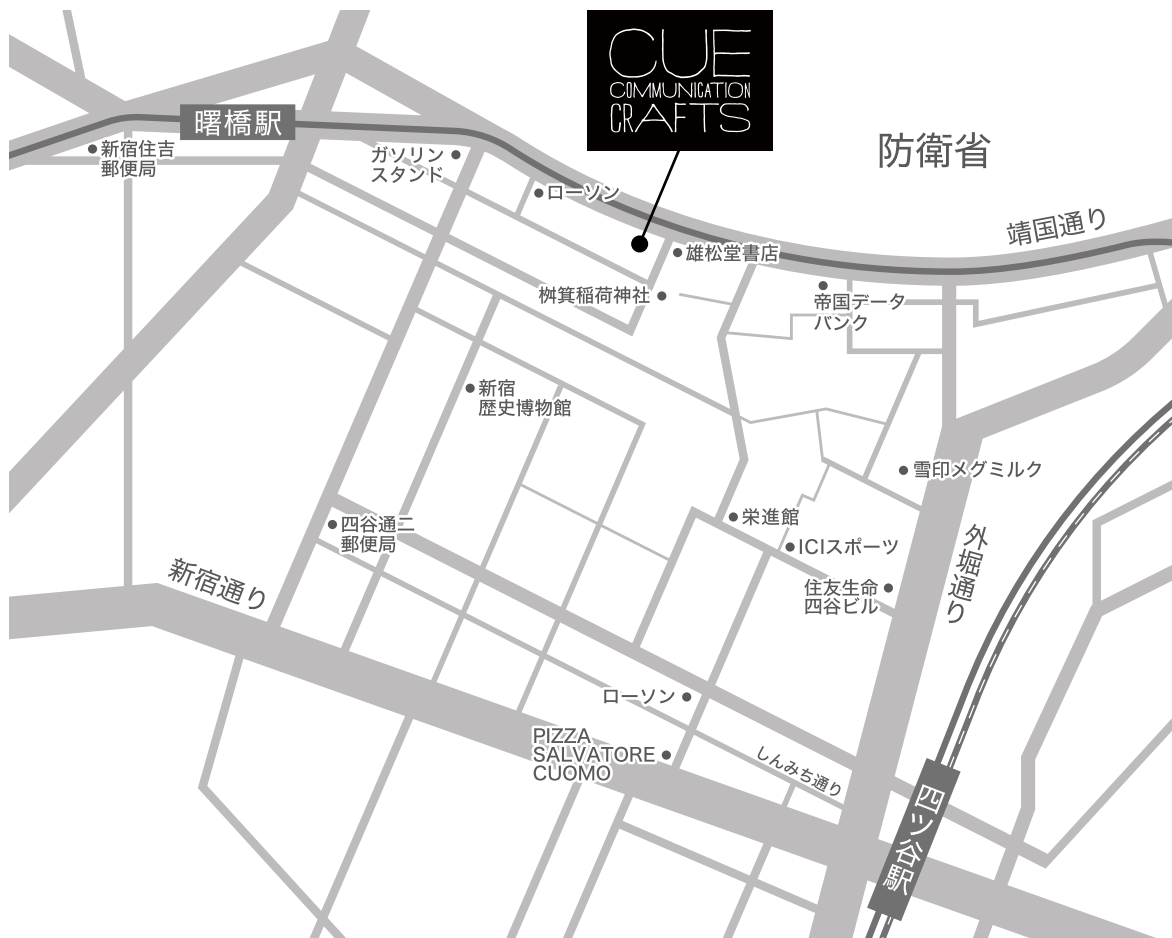 CUE
COMMUNICATION
CRAFTS
曙橋駅
防衛省
新宿住吉
郵便局
ガソリン
スタンド
ローソン
靖国通り
雄松堂書店
桝箕稲荷神社
帝国データ
バンク
新宿
歴史博物館
雪印メグミルク
栄進館
四谷通二
郵便局
ICIスポーツ
外堀通り
新宿通り
住友生命
四谷ビル
ローソン
PIZZA
SALVATORE
CUOMO
しんみち通り
四ツ谷駅